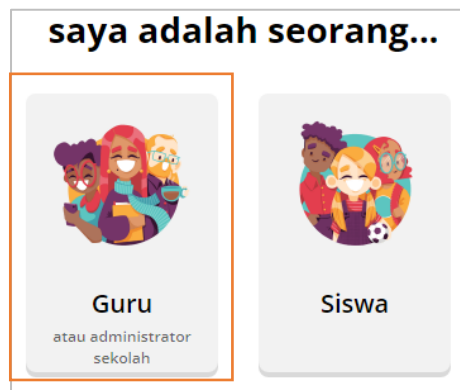 saya adalah seorang...
Guru
atau administrator
sekolah
Siswa